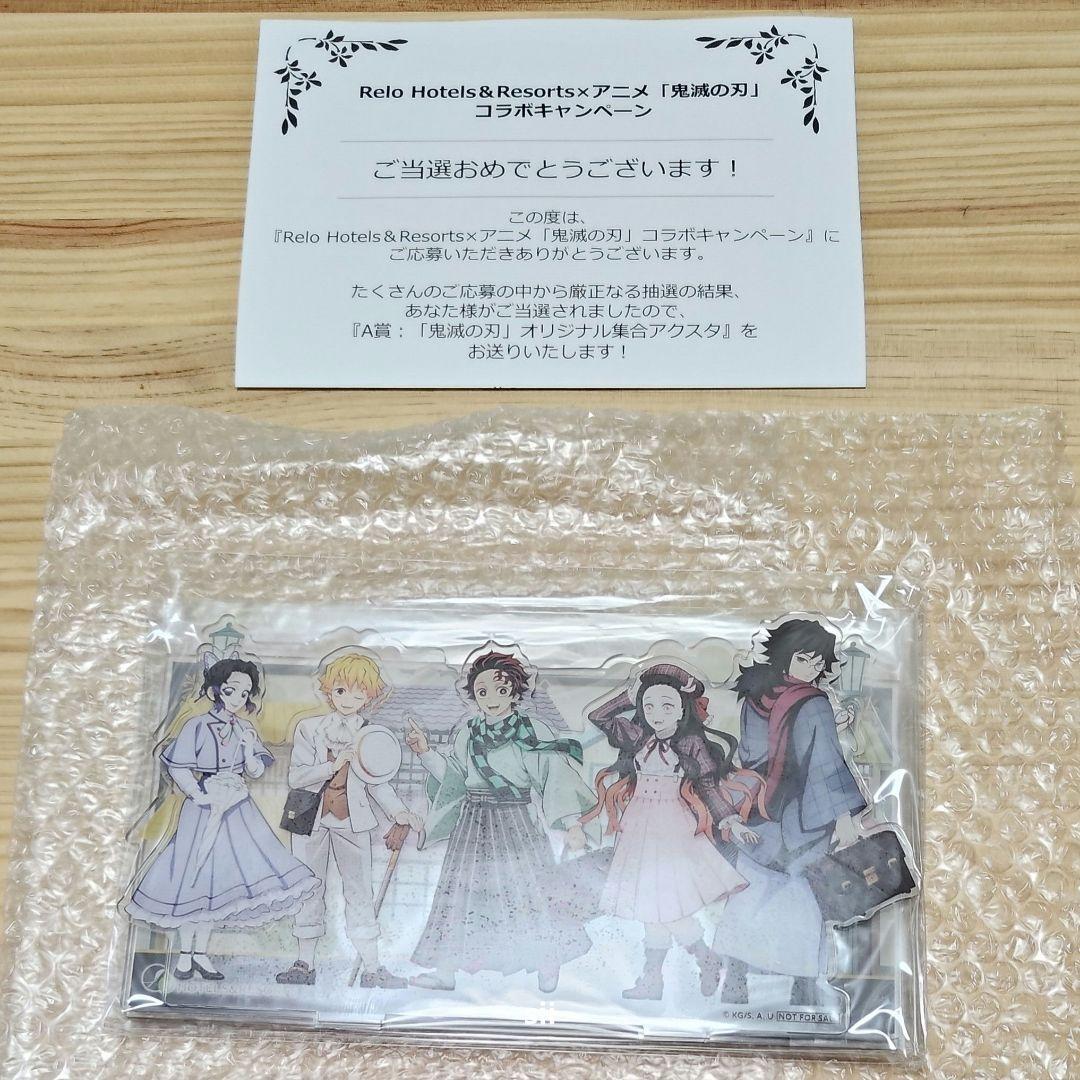 Relo Hotels＆Resorts×アニメ「鬼滅の刃」
コラボキャンペーン
ご当選おめでとうございます！
この度は、
『Relo Hotels＆Resorts×アニメ「鬼滅の刃」コラボキャンペーン』に
ご応募いただきありがとうございます。
たくさんのご応募の中から厳正なる抽選の結果、
あなた様がご当選されましたので、
『A賞：「鬼滅の刃」オリジナル集合アクスタ』を
お送りいたします！
HOTELS&RES
© KG/S, A, U NOT FOR SA